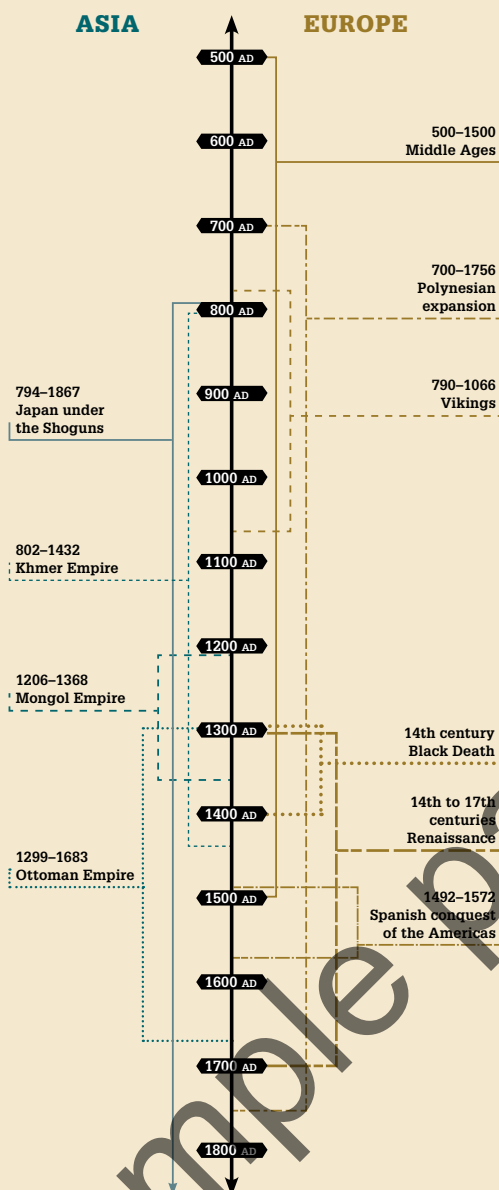 ASIA
EUROPE
500 AD
600 AD
700 AD
800 AD
900 AD
1000 AD
1100 AD
1200 AD
1300 AD
1400 AD
1500 AD
1600 AD
1700 AD
1800 AD
794–1867
Japan under
the Shoguns
802–1432
Khmer Empire
1206–1368
Mongol Empire
1299–1683
Ottoman Empire
500–1500
Middle Ages
700–1756
Polynesian
expansion
790–1066
Vikings
14th century
Black Death
14th to 17th
centuries
Renaissance
1492–1572
Spanish conquest
of the Americas
mple p